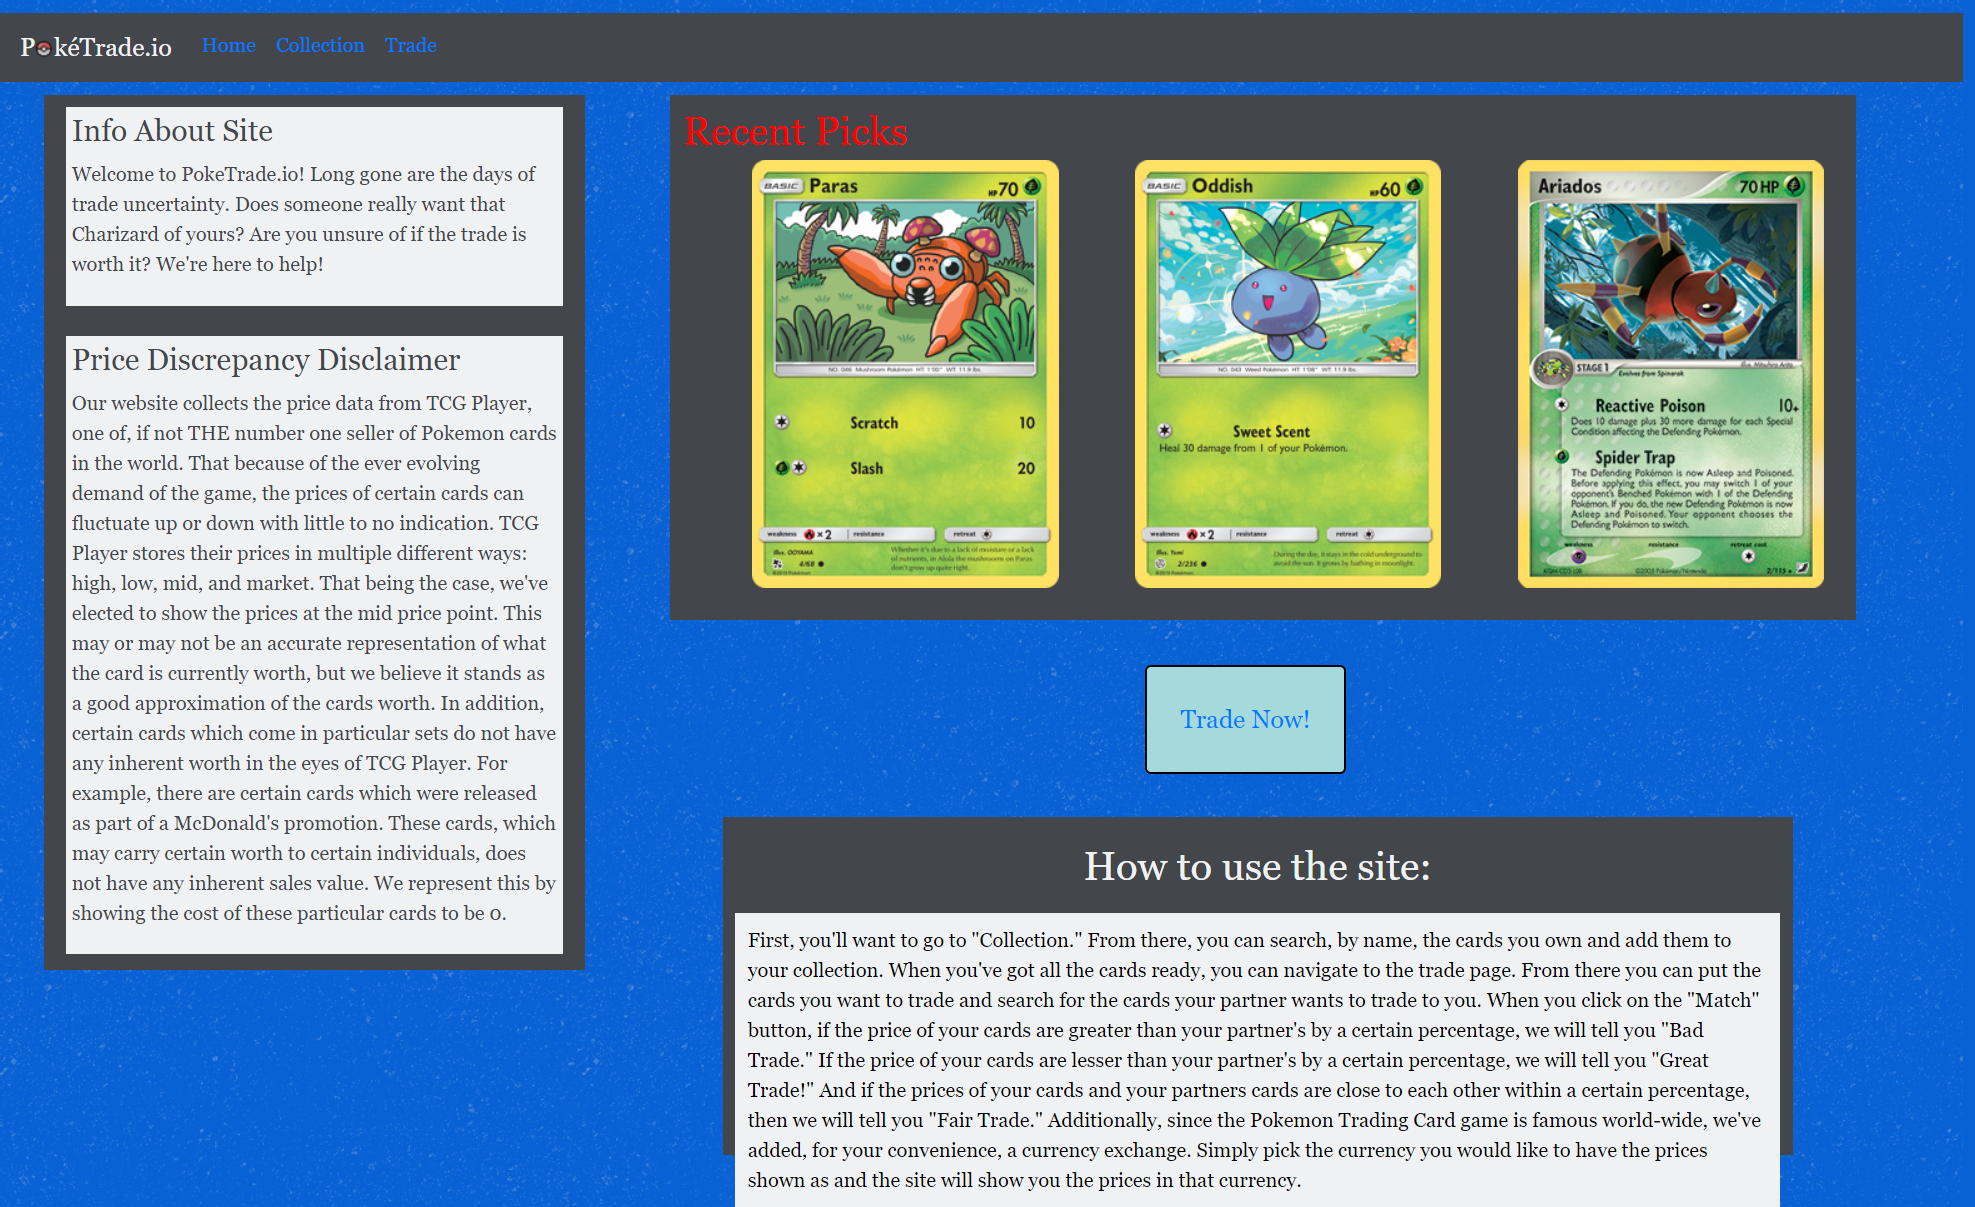 PokéTrade.io Home Collection Trade
Info About Site
Welcome to PokeTrade.io! Long gone are the days of
trade uncertainty. Does someone really want that
Charizard of yours? Are you unsure of if the trade is
worth it? We're here to help!
Price Discrepancy Disclaimer
Our website collects the price data from TCG Player,
one of, if not THE number one seller of Pokemon cards
in the world. That because of the ever evolving
demand of the game, the prices of certain cards can
fluctuate up or down with little to no indication. TCG
Player stores their prices in multiple different ways:
high, low, mid, and market. That being the case, we've
elected to show the prices at the mid price point. This
may or may not be an accurate representation of what
the card is currently worth, but we believe it stands as
a good approximation of the cards worth. In addition,
certain cards which come in particular sets do not have
any inherent worth in the eyes of TCG Player. For
example, there are certain cards which were released
as part of a McDonald's promotion. These cards, which
may carry certain worth to certain individuals, does
not have any inherent sales value. We represent this by
showing the cost of these particular cards to be 0.
Recent Picks
BASIC Paras HP 70
NO. 046 Mushroom Pokémon HT: 1'00" WT: 11.9 lbs.
Scratch 10
Slash 20
weakness ×2 resistance retreat
Illus. OOYAMA
Whether it's due to a lack of moisture or a lack
of nutrients, in Alola the mushrooms on Paras
don't grow up quite right.
4/68
©2019 Pokémon
BASIC Oddish HP 60
NO. 043 Weed Pokémon HT: 1'08" WT: 11.9 lbs.
Sweet Scent
Heal 30 damage from 1 of your Pokémon.
weakness ×2 resistance retreat
Illus. Yumi
During the day, it stays in the cold underground to
avoid the sun. It grows by bathing in moonlight.
2/236
©2019 Pokémon
Ariados 70 HP
STAGE 1 Evolves from Spinarak Illus. Mitsuhiro Arita
Reactive Poison 10+
Does 10 damage plus 30 more damage for each Special
Condition affecting the Defending Pokémon.
Spider Trap
The Defending Pokémon is now Asleep and Poisoned.
Before applying this effect, you may switch 1 of your
opponent's Benched Pokémon with 1 of the Defending
Pokémon. If you do, the new Defending Pokémon is now
Asleep and Poisoned. Your opponent chooses the
Defending Pokémon to switch.
weakness resistance retreat cost
©2005 Pokémon/Nintendo 2/115
Trade Now!
How to use the site:
First, you'll want to go to "Collection." From there, you can search, by name, the cards you own and add them to
your collection. When you've got all the cards ready, you can navigate to the trade page. From there you can put the
cards you want to trade and search for the cards your partner wants to trade to you. When you click on the "Match"
button, if the price of your cards are greater than your partner's by a certain percentage, we will tell you "Bad
Trade." If the price of your cards are lesser than your partner's by a certain percentage, we will tell you "Great
Trade!" And if the prices of your cards and your partners cards are close to each other within a certain percentage,
then we will tell you "Fair Trade." Additionally, since the Pokemon Trading Card game is famous world-wide, we've
added, for your convenience, a currency exchange. Simply pick the currency you would like to have the prices
shown as and the site will show you the prices in that currency.